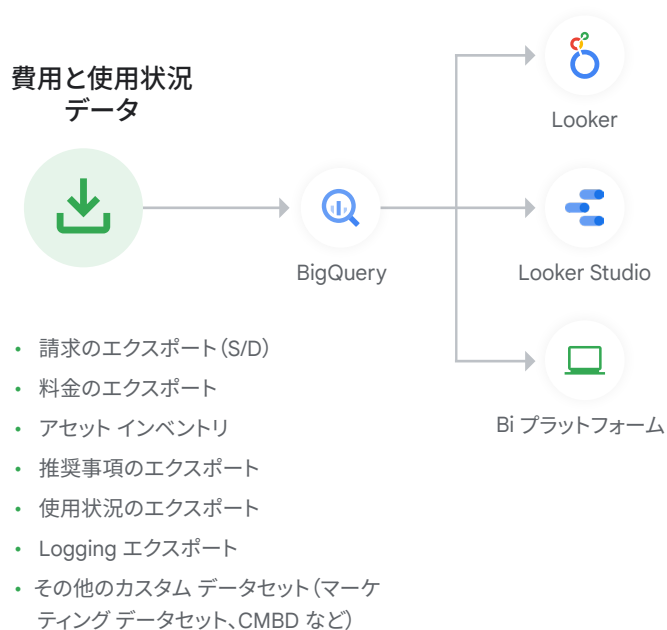 費用と使用状況
データ
Looker
BigQuery
Looker Studio
Bi プラットフォーム
• 請求のエクスポート（S/D）
• 料金のエクスポート
• アセット インベントリ
• 推奨事項のエクスポート
• 使用状況のエクスポート
• Logging エクスポート
• その他のカスタム データセット（マーケ
ティング データセット、CMBD など）